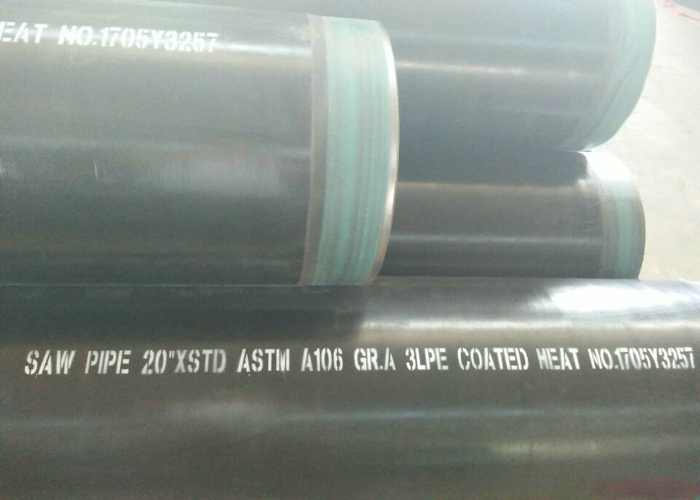 HEAT NO.1705Y3257
SAW PIPE 20"XSTD ASTM A106 GR.A 3LPE COATED HEAT NO.1705Y3257